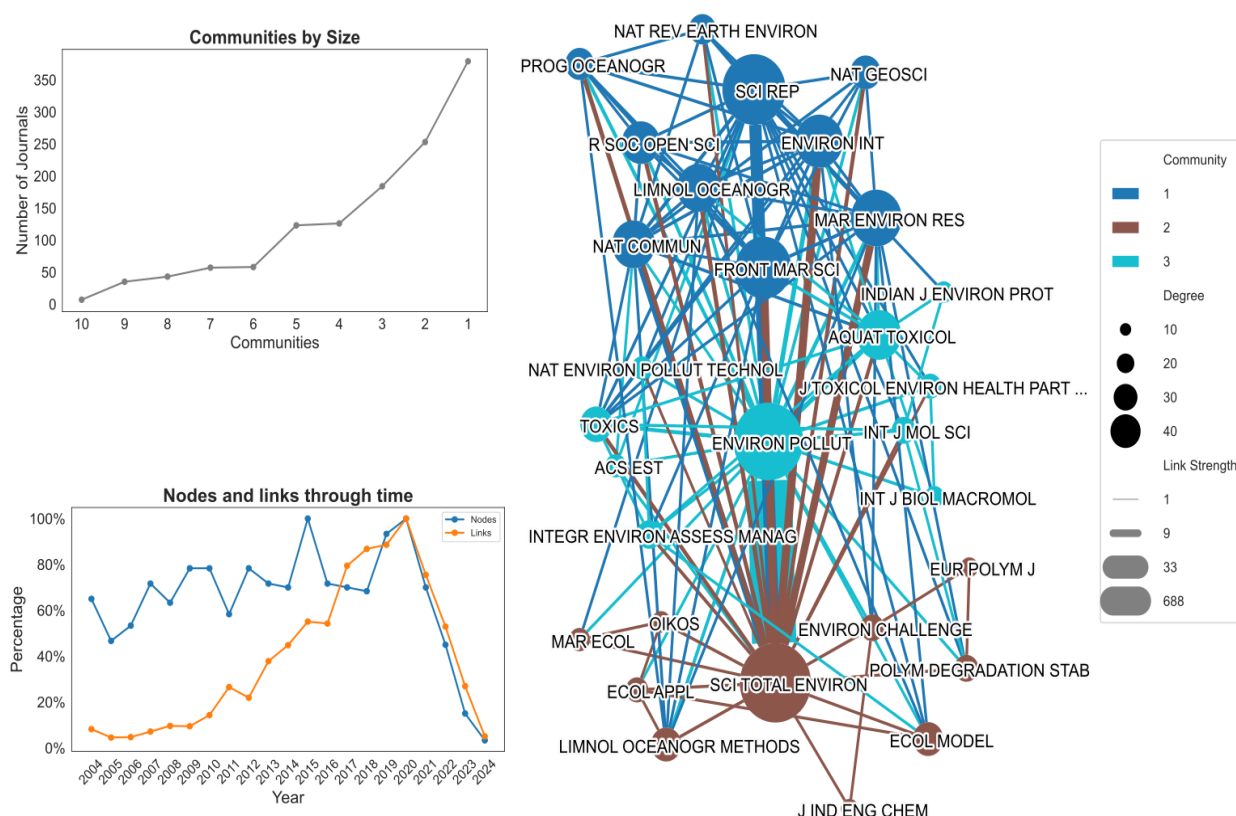 Communities by Size
Number of Journals
350
300
250
200
150
100
50
0
10 9 8 7 6 5 4 3 2 1
Communities
Nodes and links through time
Percentage
100%
80%
60%
40%
20%
0%
Nodes
Links
2004 2005 2006 2007 2008 2009 2010 2011 2012 2013 2014 2015 2016 2017 2018 2019 2020 2021 2022 2023 2024
Year
NAT REV EARTH ENVIRON
PROG OCEANOGR
NAT GEOSCI
SCI REP
R SOC OPEN SCI
ENVIRON INT
LIMNOL OCEANOGR
MAR ENVIRON RES
NAT COMMUN
FRONT MAR SCI
INDIAN J ENVIRON PROT
AQUAT TOXICOL
NAT ENVIRON POLLUT TECHNOL
J TOXICOL ENVIRON HEALTH PART ...
TOXICS
ENVIRON POLLUT
INT J MOL SCI
ACS EST
INT J BIOL MACROMOL
INTEGR ENVIRON ASSESS MANAG
EUR POLYM J
OIKOS
ENVIRON CHALLENGE
MAR ECOL
POLYM DEGRADATION STAB
SCI TOTAL ENVIRON
ECOL APPL
ECOL MODEL
LIMNOL OCEANOGR METHODS
J IND ENG CHEM
Community
1
2
3
Degree
10
20
30
40
Link Strength
1
9
33
688